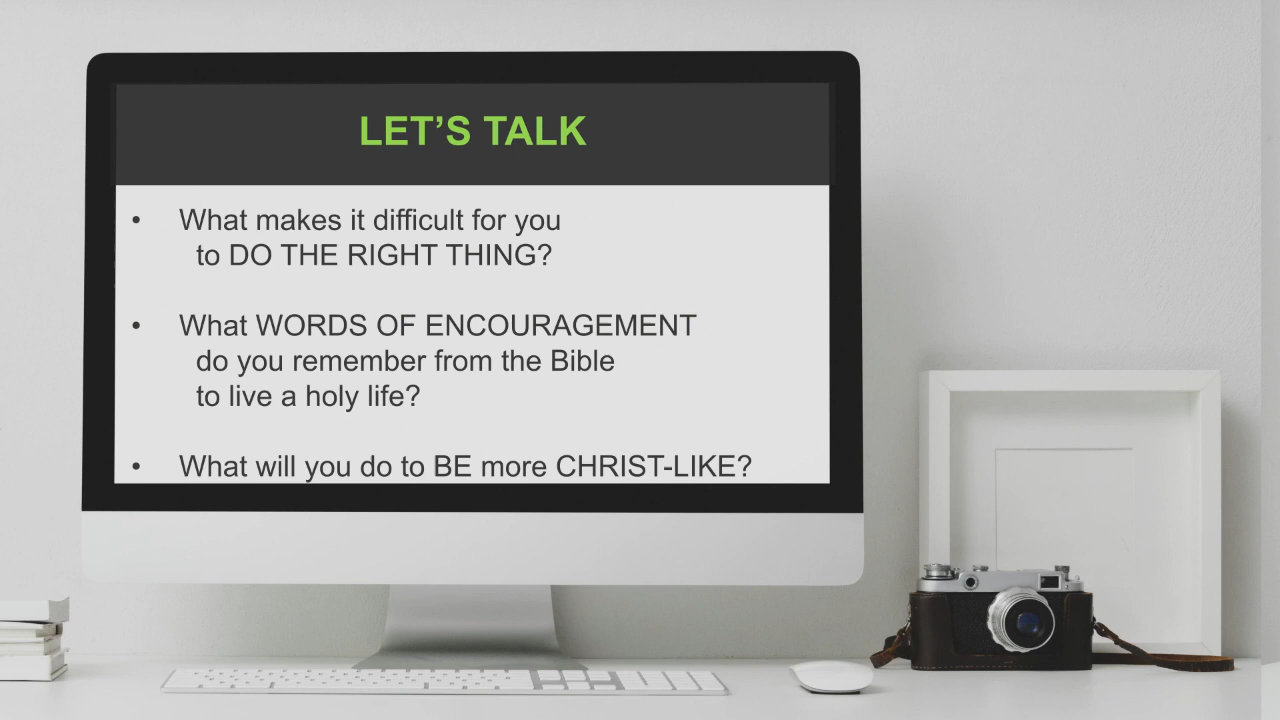 LET’S TALK
• What makes it difficult for you
to DO THE RIGHT THING?
• What WORDS OF ENCOURAGEMENT
do you remember from the Bible
to live a holy life?
• What will you do to BE more CHRIST-LIKE?